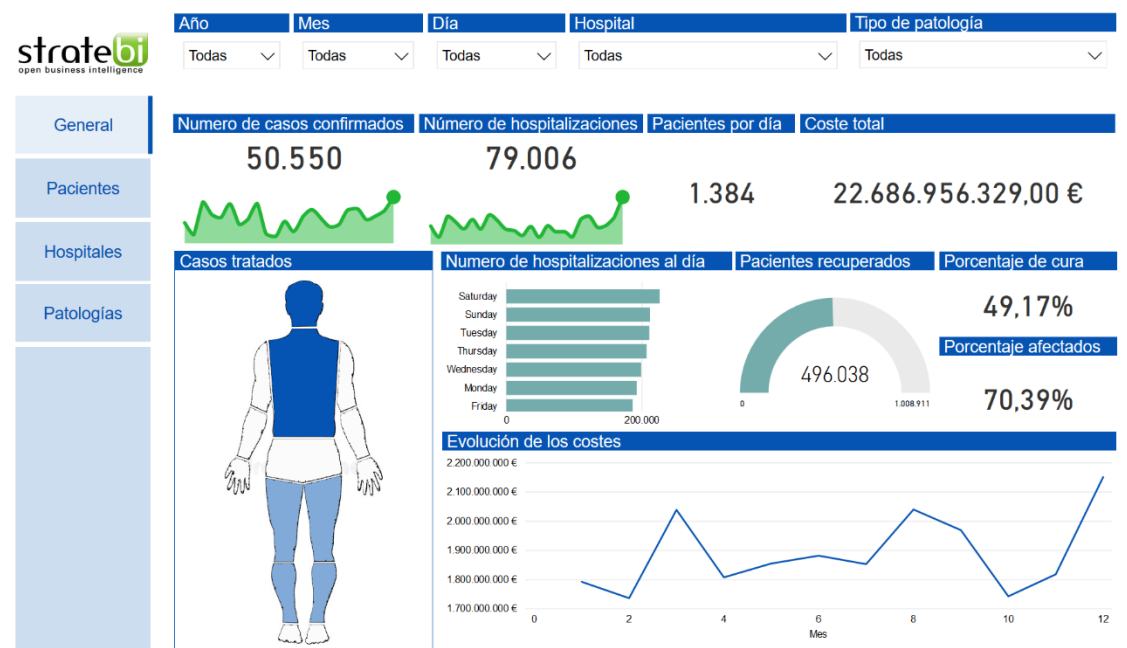 stratebi
open business intelligence
Año
Mes
Día
Hospital
Tipo de patología
Todas
Todas
Todas
Todas
Todas
General
Pacientes
Hospitales
Patologías
Numero de casos confirmados
Número de hospitalizaciones
Pacientes por día
Coste total
50.550
79.006
1.384
22.686.956.329,00 €
Casos tratados
Numero de hospitalizaciones al día
Saturday
Sunday
Tuesday
Thursday
Wednesday
Monday
Friday
0
200.000
Pacientes recuperados
496.038
0
1.008.911
Porcentaje de cura
49,17%
Porcentaje afectados
70,39%
Evolución de los costes
2.200.000.000 €
2.100.000.000 €
2.000.000.000 €
1.900.000.000 €
1.800.000.000 €
1.700.000.000 €
0
2
4
6
8
10
12
Mes